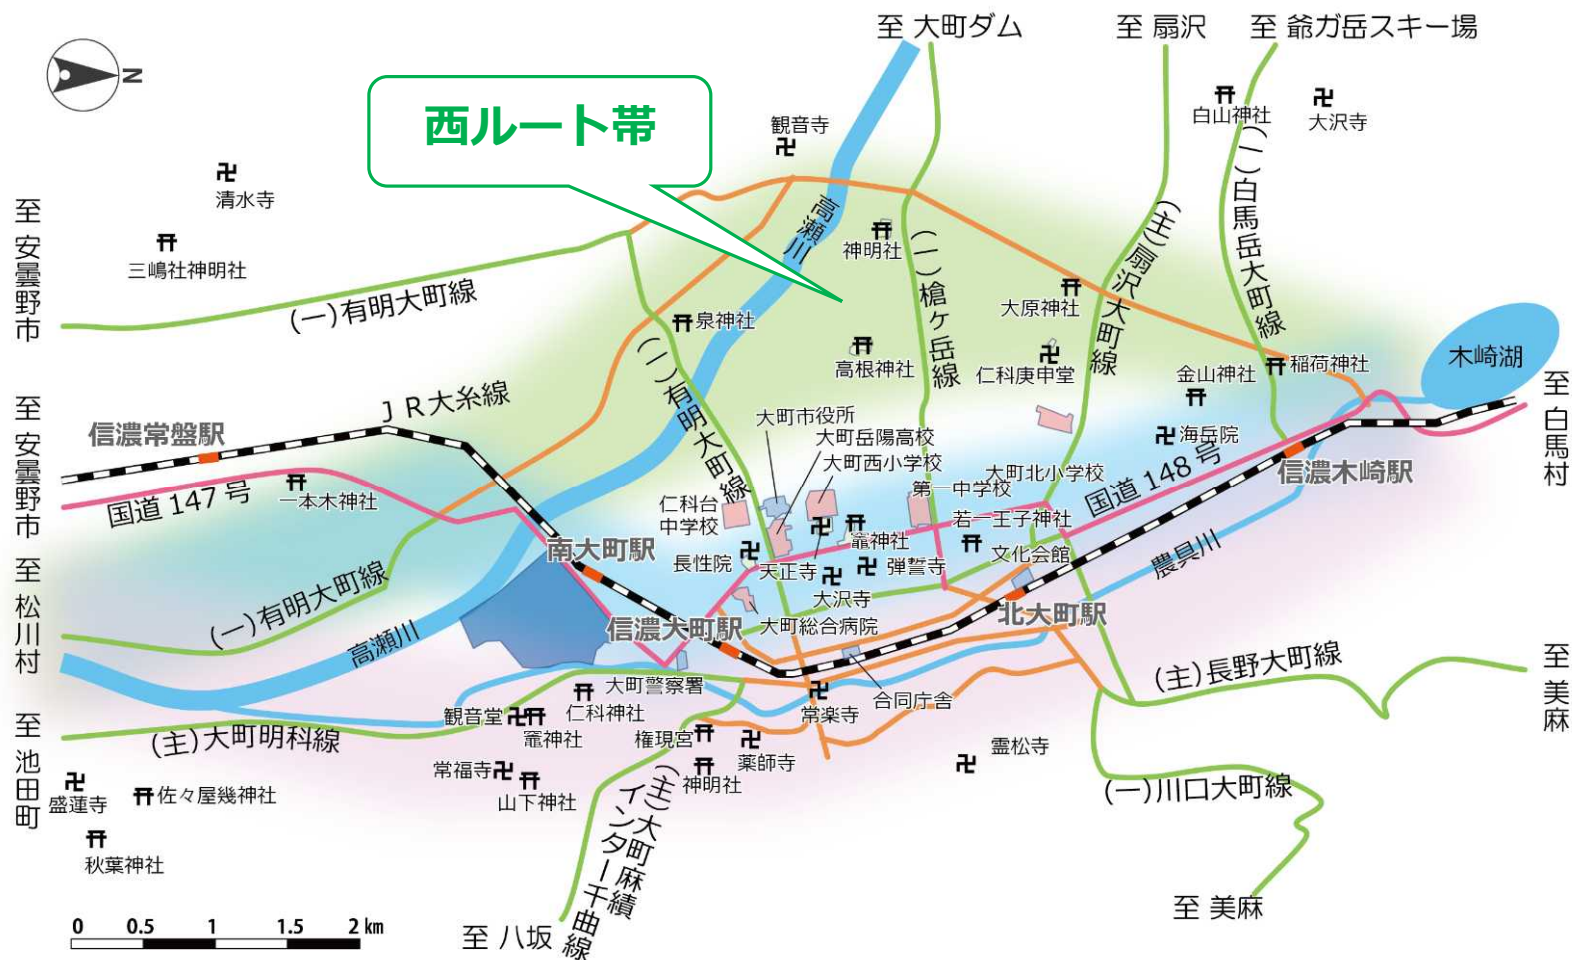 至 大町ダム
至 扇沢
至 爺ガ岳スキー場
N
西ルート帯
観音寺
白山神社
大沢寺
清水寺
三嶋社神明社
至 安曇野市
(一)有明大町線
高瀬川
神明社
(一)槍ヶ岳線
(主)扇沢大町線
(一)白馬岳大町線
大原神社
泉神社
高根神社
仁科庚申堂
金山神社
稲荷神社
木崎湖
至 白馬村
至 安曇野市
JR大糸線
信濃常盤駅
(一)有明大町線
大町市役所
大町岳陽高校
大町西小学校
海岳院
大町北小学校
国道148号
信濃木崎駅
一本木神社
国道147号
仁科台
中学校
第一中学校
若一王子神社
竈神社
文化会館
農具川
南大町駅
長性院
天正寺
弾誓寺
大沢寺
北大町駅
至 松川村
(一)有明大町線
高瀬川
信濃大町駅
大町総合病院
(主)長野大町線
至 美麻
大町警察署
合同庁舎
常楽寺
仁科神社
観音堂
竈神社
権現宮
薬師寺
霊松寺
至 池田町
(主)大町明科線
常福寺
山下神社
神明社
(一)川口大町線
盛蓮寺
佐々屋幾神社
秋葉神社
(主)大町麻績
インター千曲線
至 美麻
至 八坂
0 0.5 1 1.5 2 km